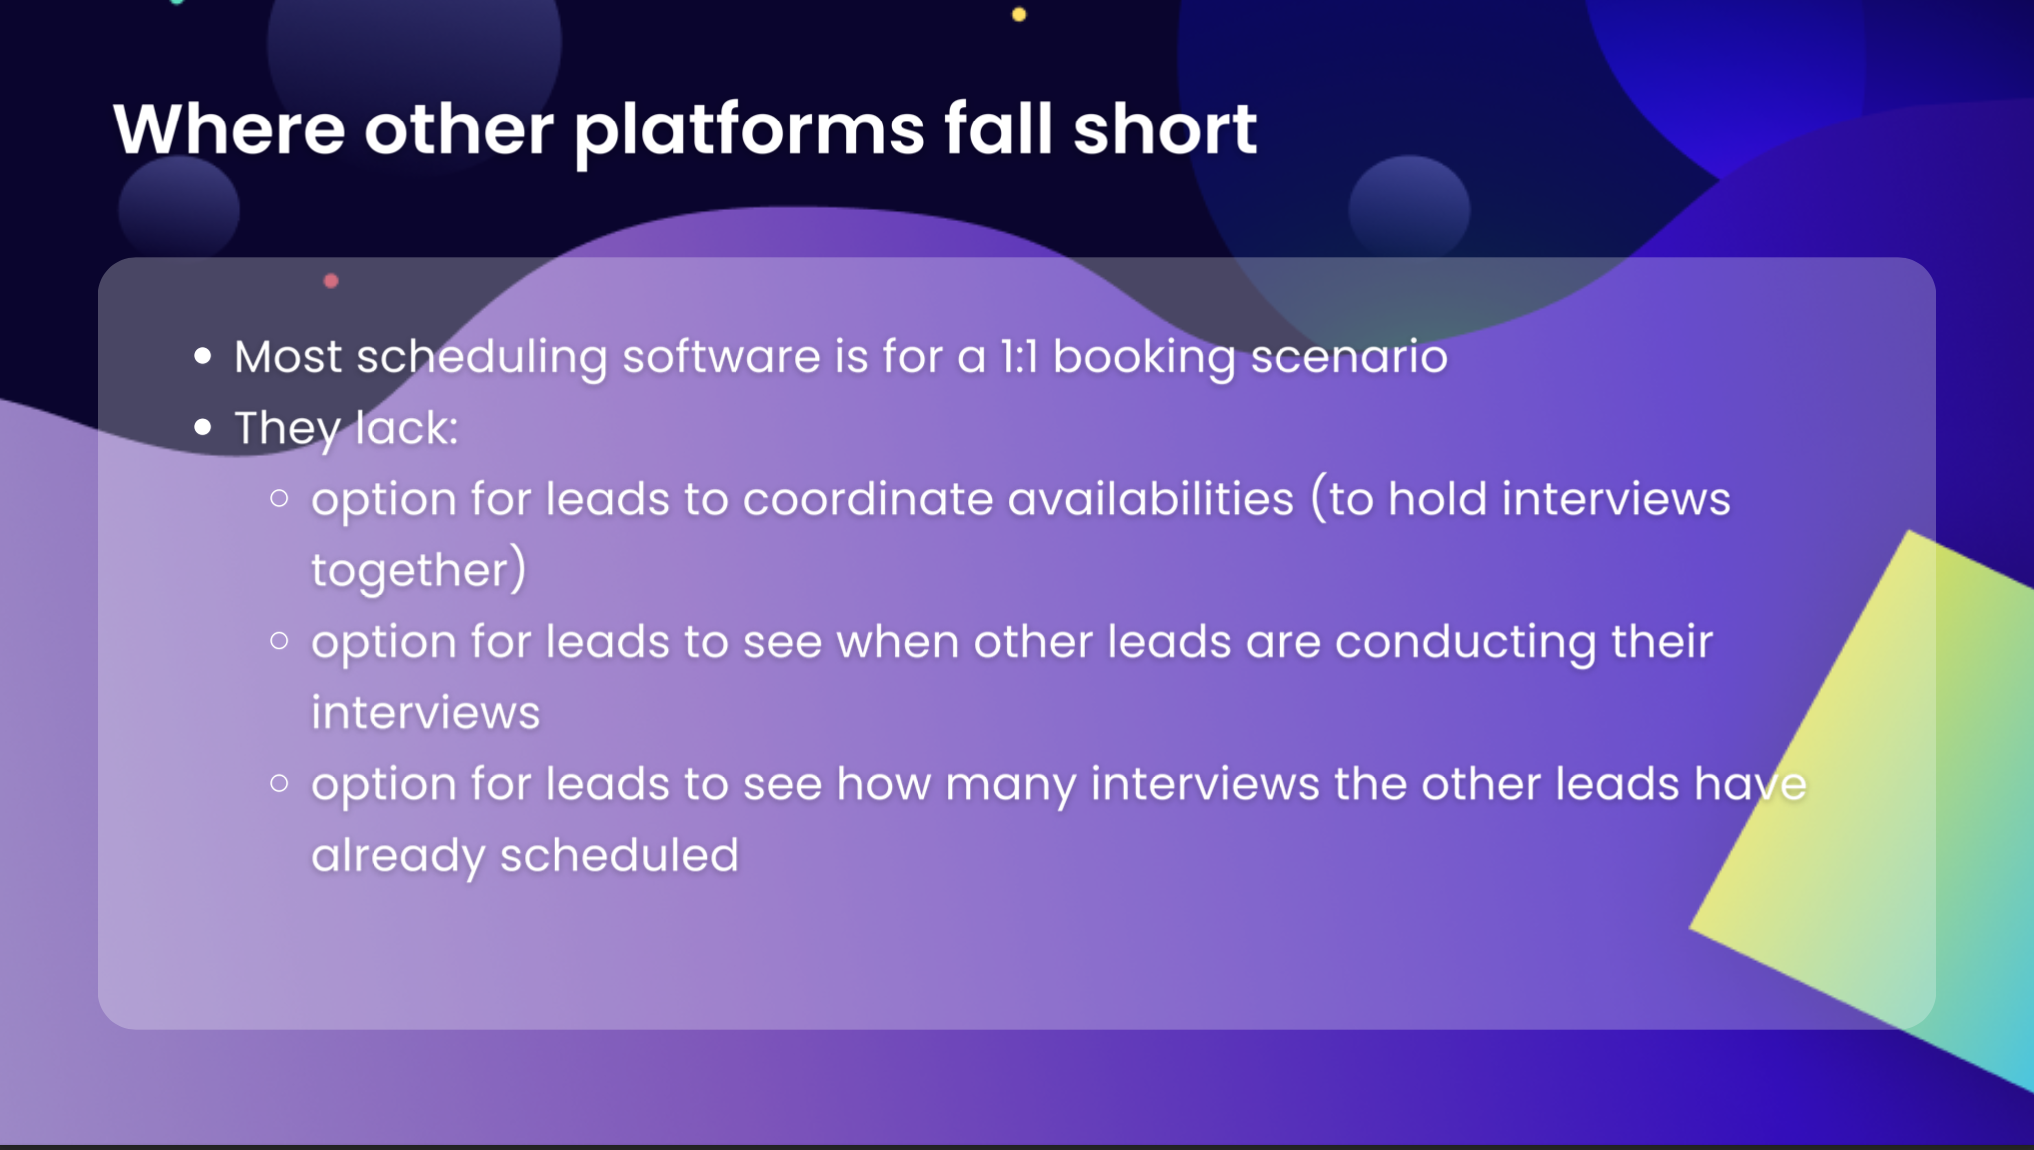 Where other platforms fall short
Most scheduling software is for a 1:1 booking scenario
They lack:
option for leads to coordinate availabilities (to hold interviews
together)
option for leads to see when other leads are conducting their
interviews
option for leads to see how many interviews the other leads have
already scheduled